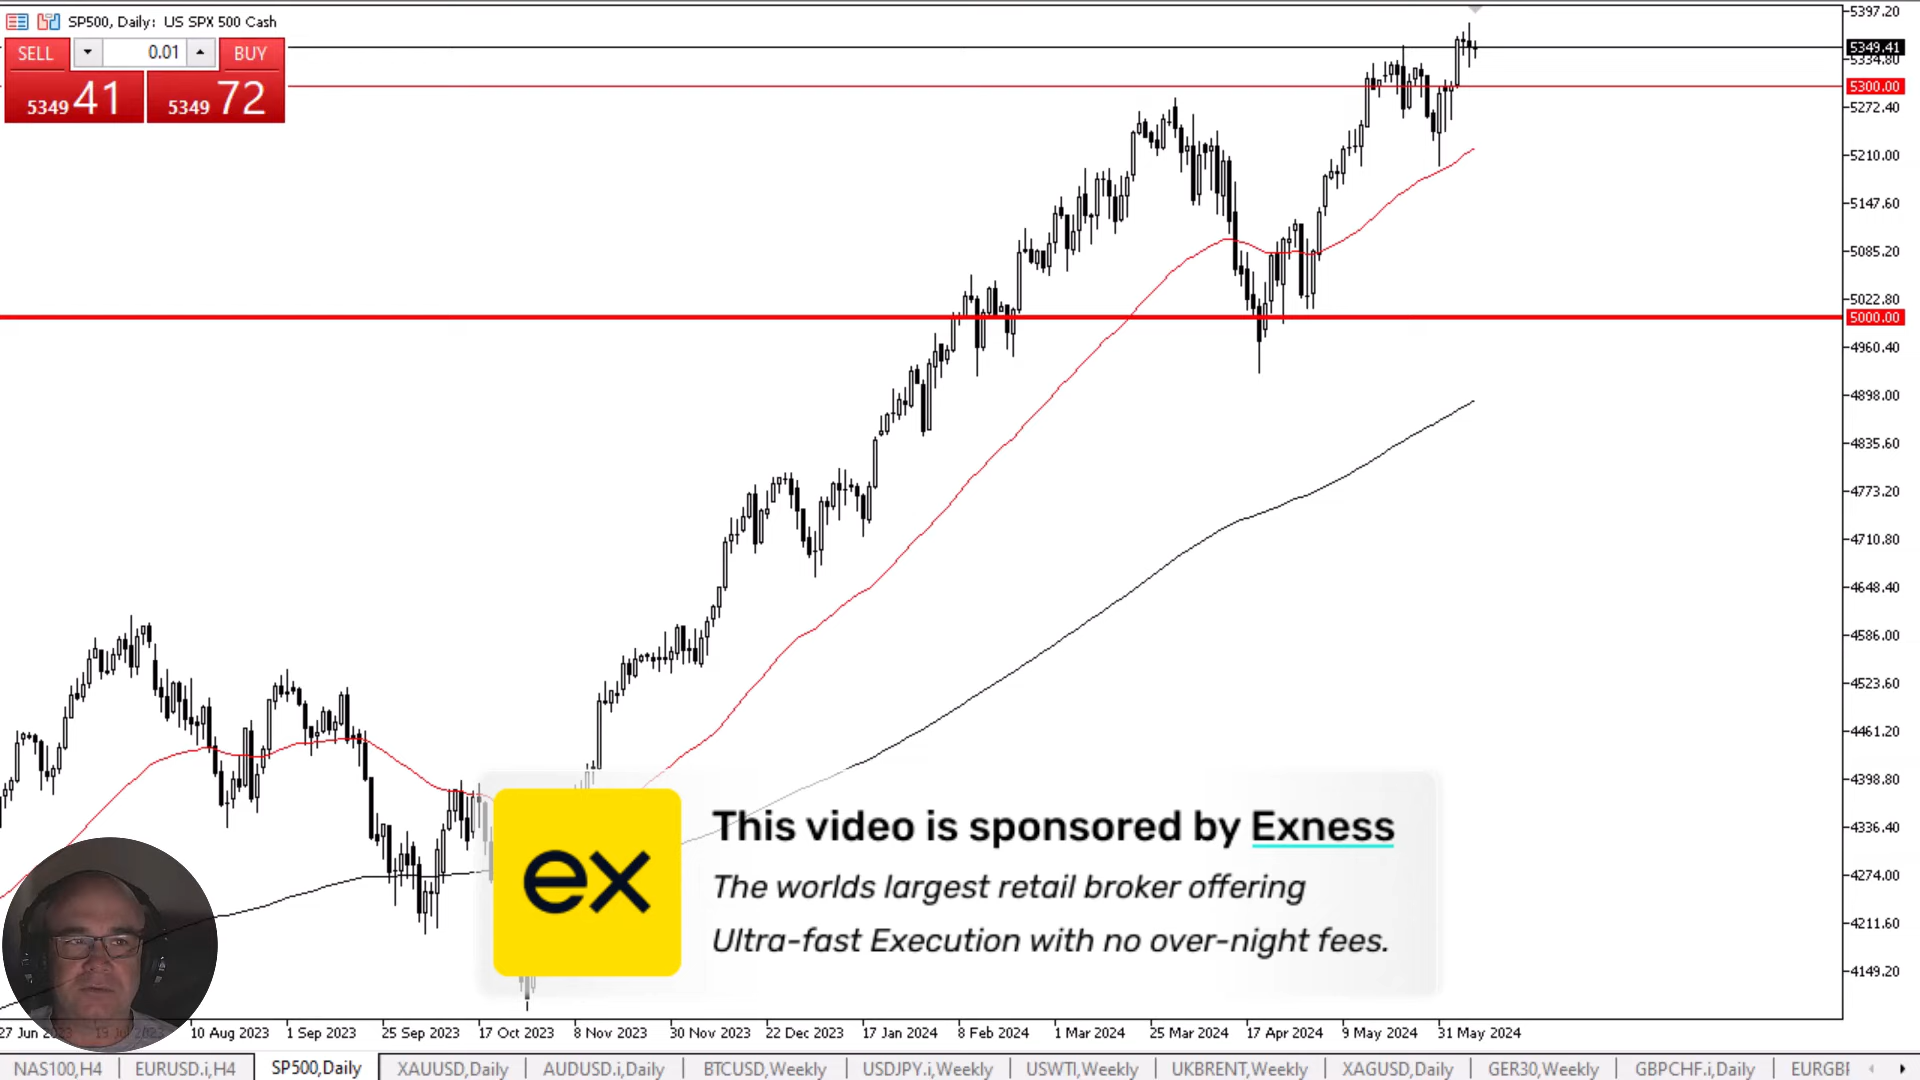 SP500, Daily: US SPX 500 Cash
SELL 0.01 BUY
5349 41 5349 72
5397.20
5349.41
5334.80
5300.00
5272.40
5210.00
5147.60
5085.20
5022.80
5000.00
4960.40
4898.00
4835.60
4773.20
4710.80
4648.40
4586.00
4523.60
4461.20
4398.80
4336.40
4274.00
4211.60
4149.20
ex
This video is sponsored by Exness
The worlds largest retail broker offering
Ultra-fast Execution with no over-night fees.
27 Jun 19 Jul 2023 10 Aug 2023 1 Sep 2023 25 Sep 2023 17 Oct 2023 8 Nov 2023 30 Nov 2023 22 Dec 2023 17 Jan 2024 8 Feb 2024 1 Mar 2024 25 Mar 2024 17 Apr 2024 9 May 2024 31 May 2024
NAS100,H4 EURUSD.i,H4 SP500,Daily XAUUSD,Daily AUDUSD.i,Daily BTCUSD,Weekly USDJPY.i,Weekly USWTI,Weekly UKBRENT,Weekly XAGUSD,Daily GER30,Weekly GBPCHF.i,Daily